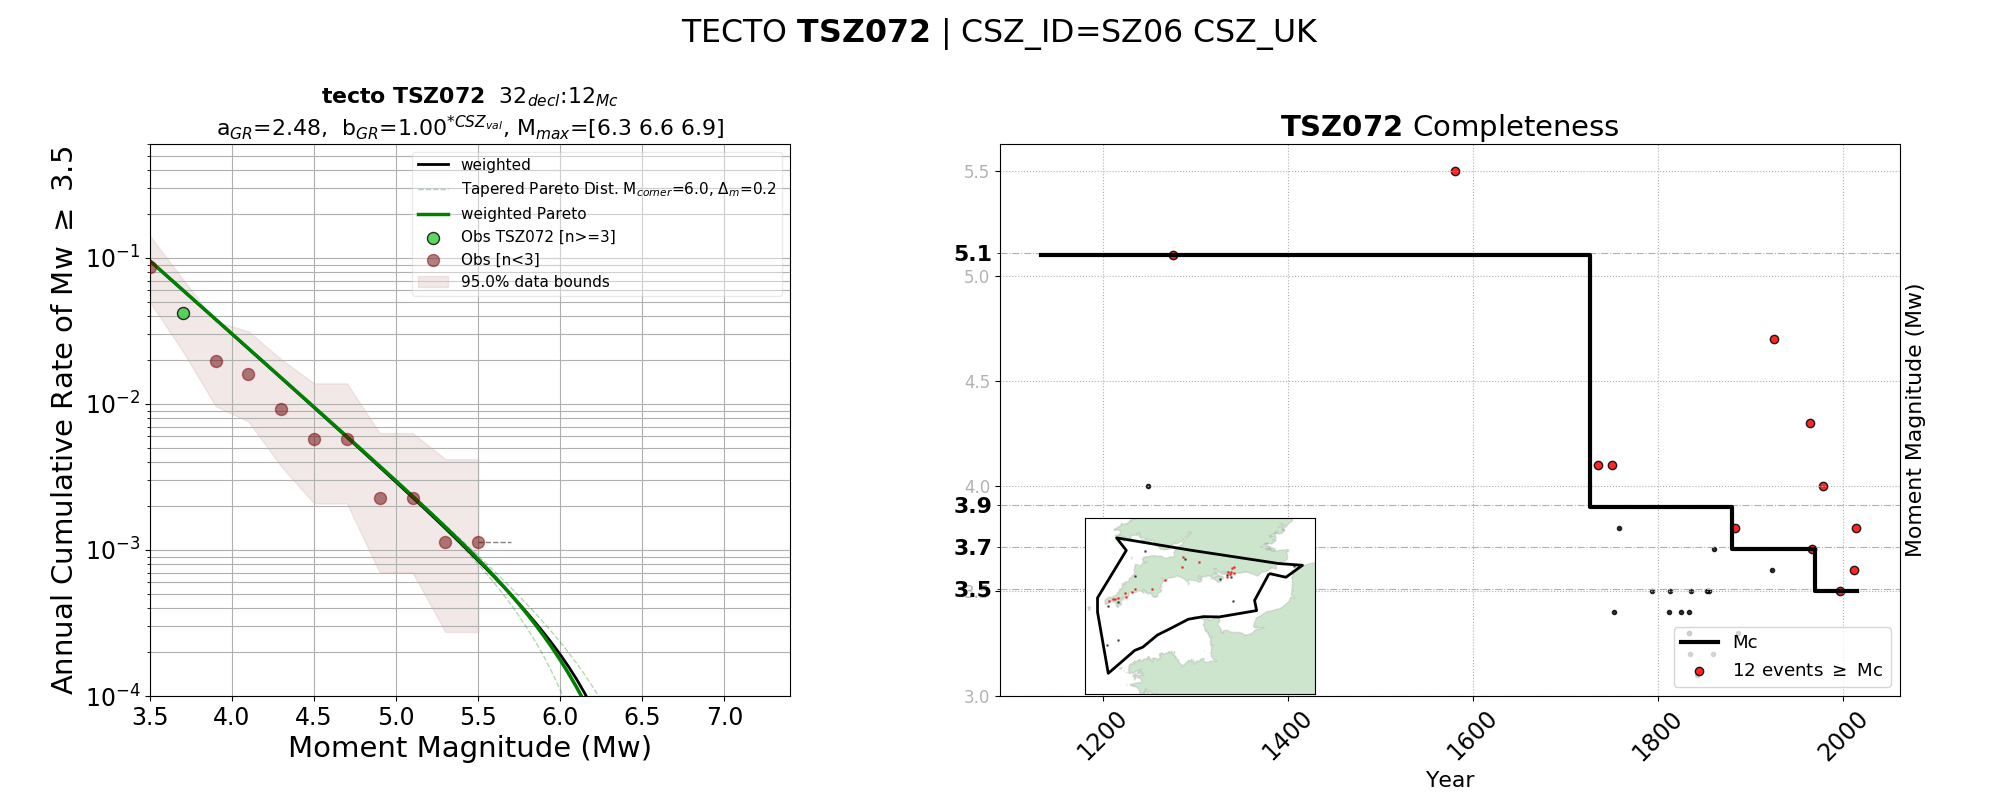 TECTO TSZ072 | CSZ_ID=SZ06 CSZ_UK
tecto TSZ072 32decl:12Mc
aGR=2.48, bGR=1.00*CSZval, Mmax=[6.3 6.6 6.9]
Annual Cumulative Rate of Mw ≥ 3.5
10−1
10−2
10−3
10−4
weighted
Tapered Pareto Dist. Mcorner=6.0, Δm=0.2
weighted Pareto
Obs TSZ072 [n>=3]
Obs [n<3]
95.0% data bounds
3.5 4.0 4.5 5.0 5.5 6.0 6.5 7.0
Moment Magnitude (Mw)
TSZ072 Completeness
5.5
5.1
5.0
4.5
4.0
3.9
3.7
3.5
3.0
Mc
12 events ≥ Mc
Moment Magnitude (Mw)
1200 1400 1600 1800 2000
Year